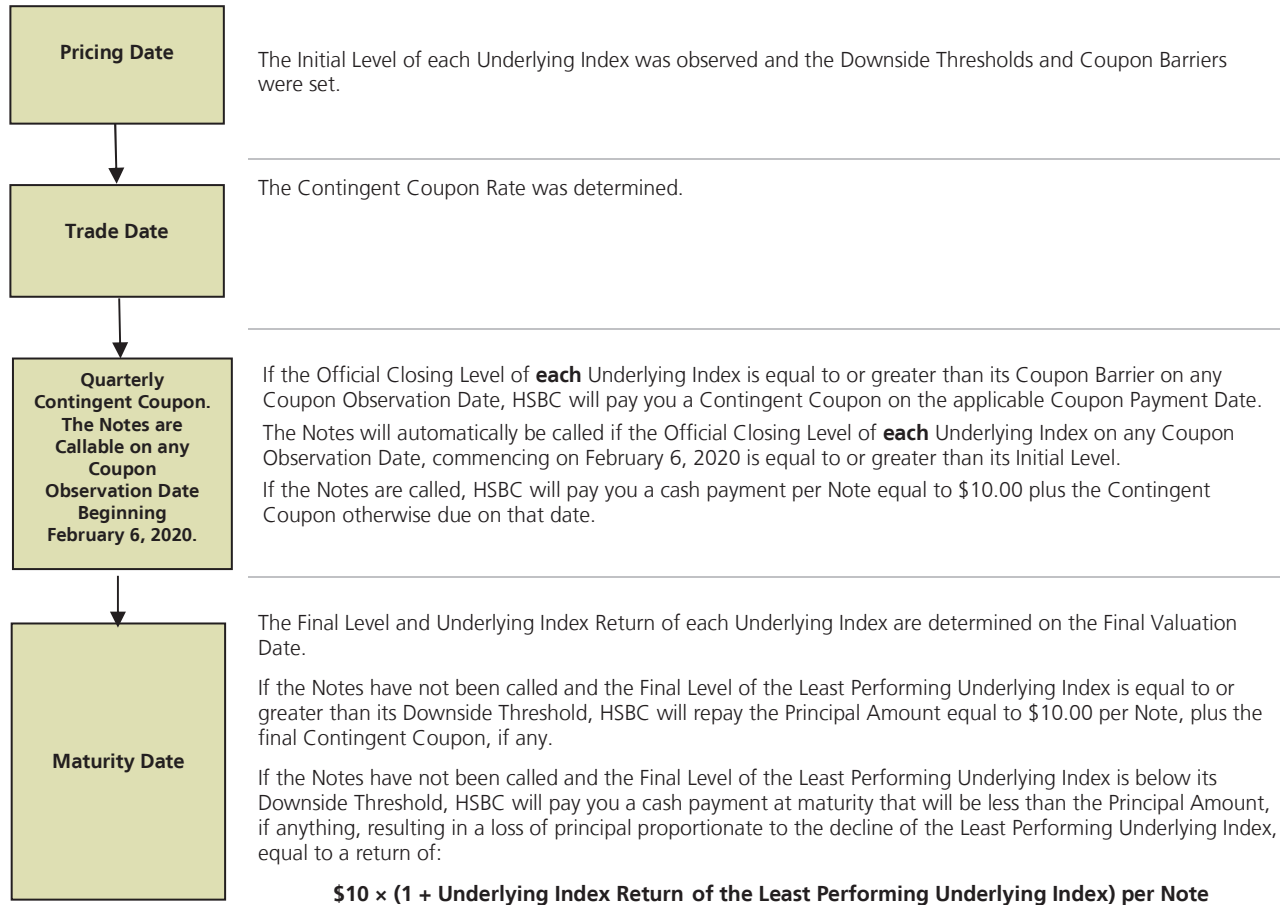 Pricing Date
The Initial Level of each Underlying Index was observed and the Downside Thresholds and Coupon Barriers
were set.
Trade Date
The Contingent Coupon Rate was determined.
Quarterly
Contingent Coupon.
The Notes are
Callable on any
Coupon
Observation Date
Beginning
February 6, 2020.
If the Official Closing Level of each Underlying Index is equal to or greater than its Coupon Barrier on any
Coupon Observation Date, HSBC will pay you a Contingent Coupon on the applicable Coupon Payment Date.
The Notes will automatically be called if the Official Closing Level of each Underlying Index on any Coupon
Observation Date, commencing on February 6, 2020 is equal to or greater than its Initial Level.
If the Notes are called, HSBC will pay you a cash payment per Note equal to $10.00 plus the Contingent
Coupon otherwise due on that date.
Maturity Date
The Final Level and Underlying Index Return of each Underlying Index are determined on the Final Valuation
Date.
If the Notes have not been called and the Final Level of the Least Performing Underlying Index is equal to or
greater than its Downside Threshold, HSBC will repay the Principal Amount equal to $10.00 per Note, plus the
final Contingent Coupon, if any.
If the Notes have not been called and the Final Level of the Least Performing Underlying Index is below its
Downside Threshold, HSBC will pay you a cash payment at maturity that will be less than the Principal Amount,
if anything, resulting in a loss of principal proportionate to the decline of the Least Performing Underlying Index,
equal to a return of:
$10 × (1 + Underlying Index Return of the Least Performing Underlying Index) per Note